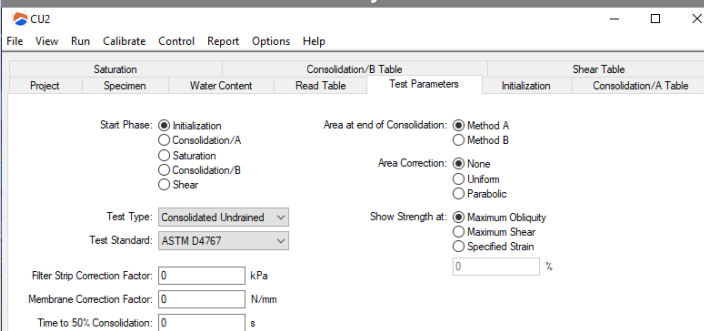 CU2
File View Run Calibrate Control Report Options Help
Saturation Consolidation/B Table Shear Table
Project Specimen Water Content Read Table Test Parameters Initialization Consolidation/A Table
Start Phase: Initialization
Consolidation/A
Saturation
Consolidation/B
Shear
Area at end of Consolidation: Method A
Method B
Area Correction: None
Uniform
Parabolic
Test Type: Consolidated Undrained
Test Standard: ASTM D4767
Show Strength at: Maximum Obliquity
Maximum Shear
Specified Strain
0 %
Filter Strip Correction Factor: 0 kPa
Membrane Correction Factor: 0 N/mm
Time to 50% Consolidation: 0 s